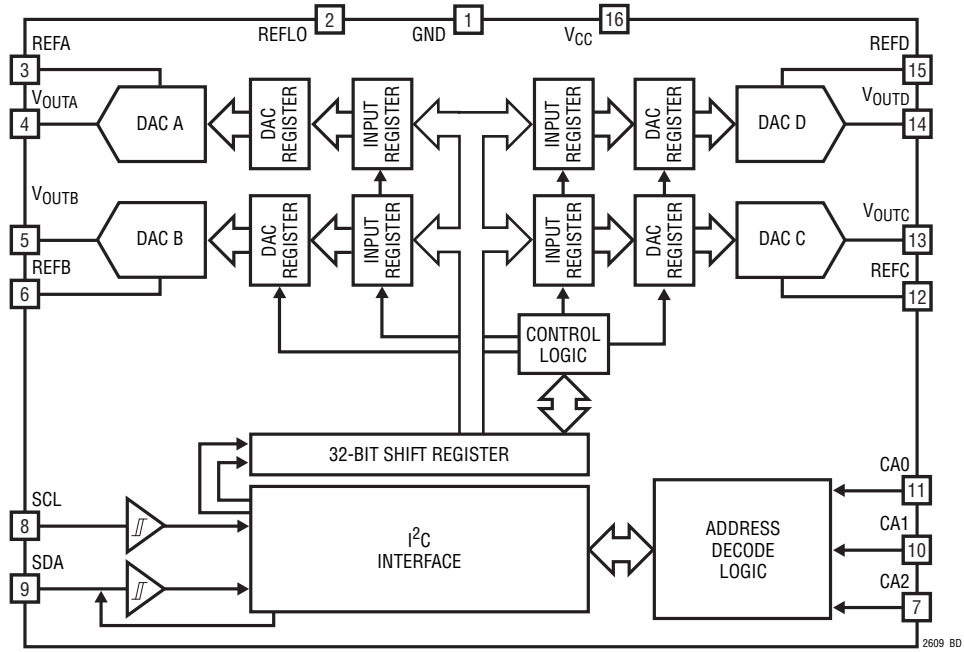 2
REFLO
1
GND
16
VCC
REFA
3
VOUTA
4
DAC A
DAC
REGISTER
INPUT
REGISTER
INPUT
REGISTER
DAC
REGISTER
DAC D
REFD
15
VOUTD
14
VOUTB
5
REFB
6
DAC B
DAC
REGISTER
INPUT
REGISTER
INPUT
REGISTER
DAC
REGISTER
DAC C
VOUTC
13
REFC
12
CONTROL
LOGIC
32-BIT SHIFT REGISTER
SCL
8
SDA
9
I2C
INTERFACE
ADDRESS
DECODE
LOGIC
CA0
11
CA1
10
CA2
7
2609 BD